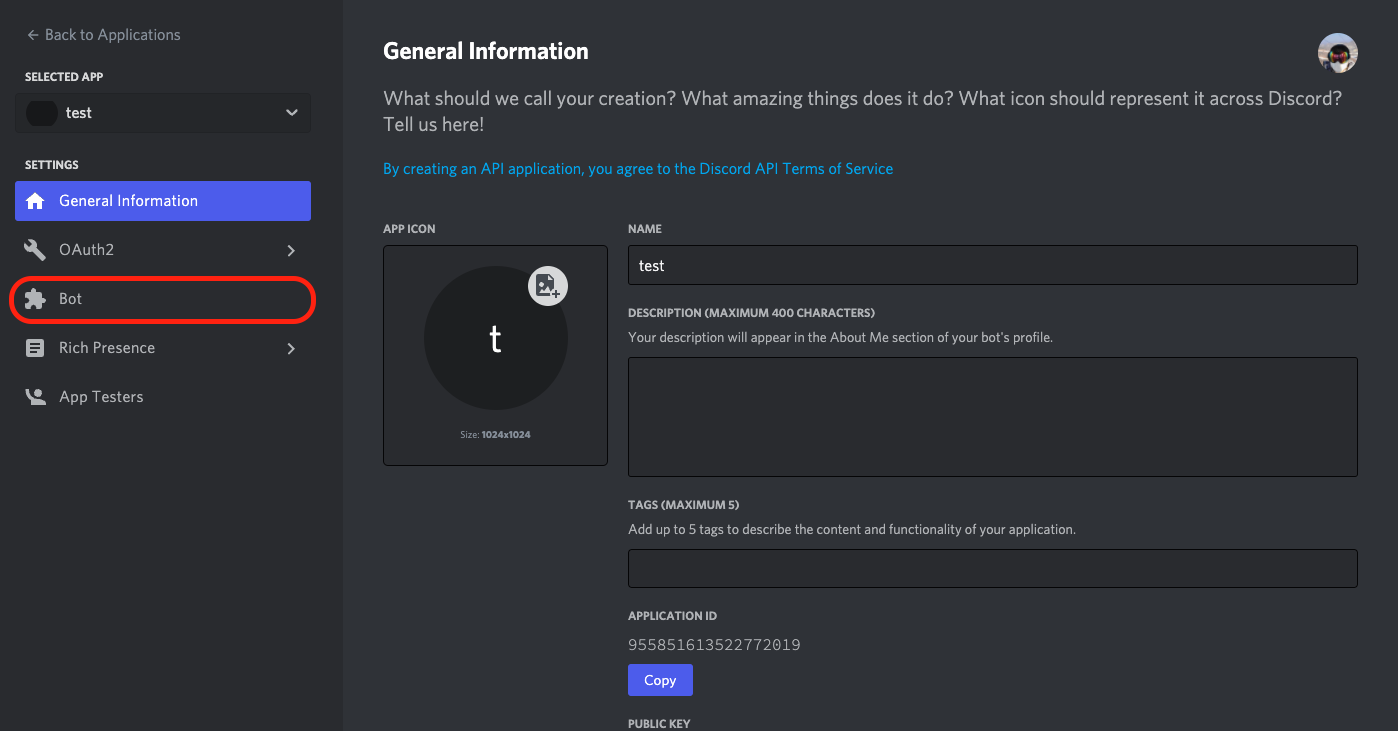 Back to Applications
SELECTED APP
test
SETTINGS
General Information
OAuth2
Bot
Rich Presence
App Testers
General Information
What should we call your creation? What amazing things does it do? What icon should represent it across Discord?
Tell us here!
By creating an API application, you agree to the Discord API Terms of Service
APP ICON
t
Size: 1024x1024
NAME
test
DESCRIPTION (MAXIMUM 400 CHARACTERS)
Your description will appear in the About Me section of your bot's profile.
TAGS (MAXIMUM 5)
Add up to 5 tags to describe the content and functionality of your application.
APPLICATION ID
955851613522772019
Copy
PUBLIC KEY